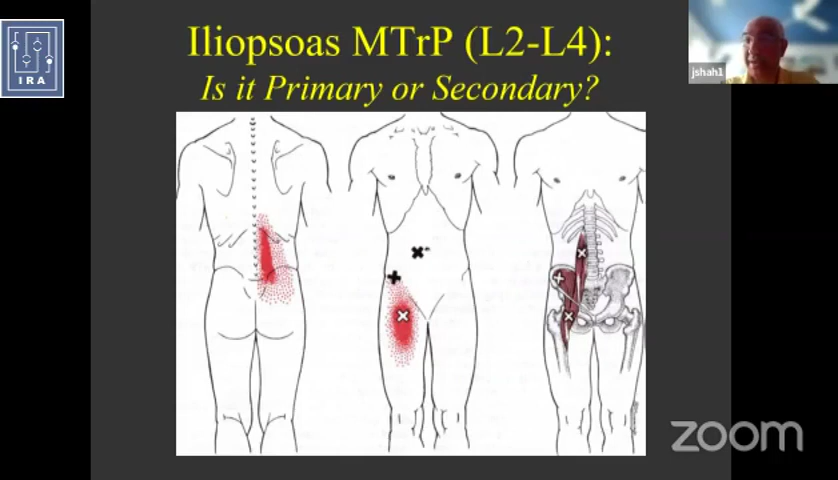 Iliopsoas MTrP (L2-L4):
Is it Primary or Secondary?
IRA
jshah1
zoom